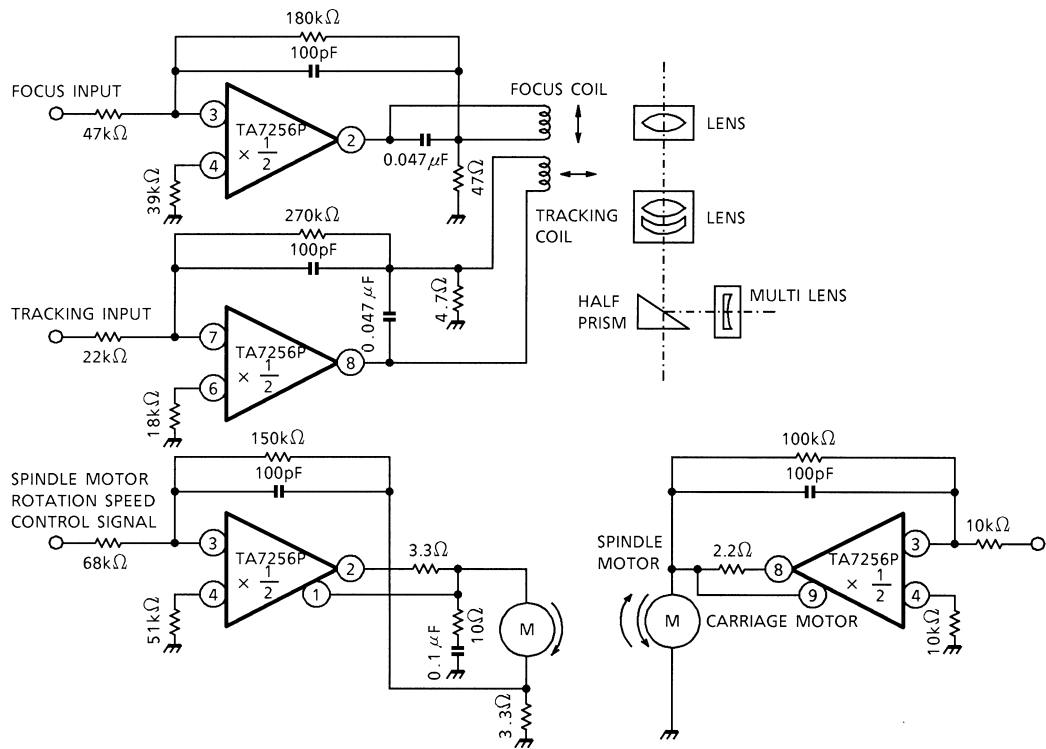 180kΩ
100pF
FOCUS INPUT
47kΩ
3
TA7256P
× 1/2
4
2
39kΩ
0.047μF
47Ω
FOCUS COIL
LENS
270kΩ
100pF
TRACKING
COIL
LENS
TRACKING INPUT
22kΩ
7
TA7256P
× 1/2
6
8
18kΩ
0.047μF
4.7Ω
HALF
PRISM
MULTI LENS
150kΩ
100pF
SPINDLE MOTOR
ROTATION SPEED
CONTROL SIGNAL
68kΩ
3
TA7256P
× 1/2
4
2
1
51kΩ
3.3Ω
10Ω
0.1μF
M
3.3Ω
100kΩ
100pF
SPINDLE
MOTOR
2.2Ω
8
TA7256P
× 1/2
9
3
4
10kΩ
10kΩ
M
CARRIAGE MOTOR